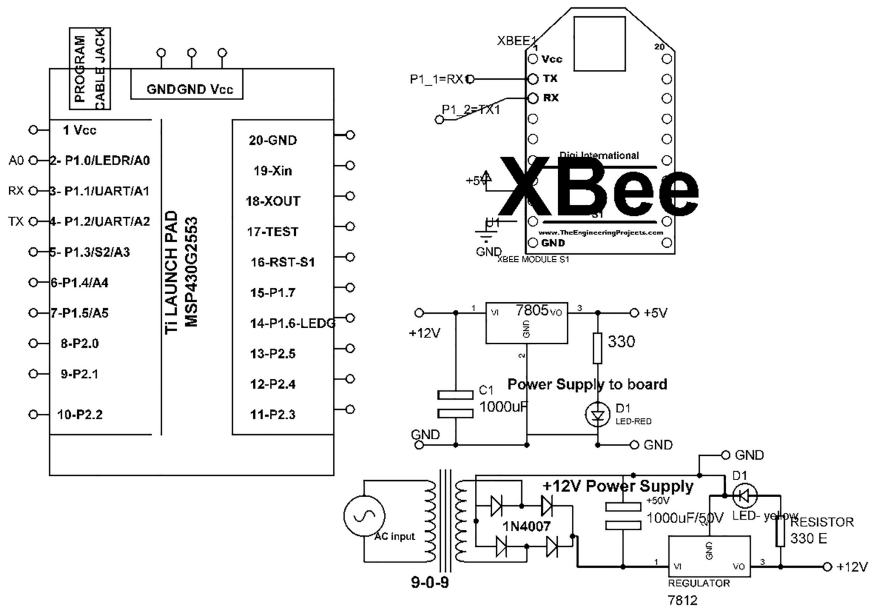 PROGRAM
CABLE JACK
GND GND Vcc
1 Vcc
A0 2- P1.0/LEDR/A0
RX 3- P1.1/UART/A1
TX 4- P1.2/UART/A2
5- P1.3/S2/A3
6-P1.4/A4
7-P1.5/A5
8-P2.0
9-P2.1
10-P2.2
Ti LAUNCH PAD
MSP430G2553
20-GND
19-Xin
18-XOUT
17-TEST
16-RST-S1
15-P1.7
14-P1.6-LEDG
13-P2.5
12-P2.4
11-P2.3
XBEE1
1
20
Vcc
P1_1=RX1
TX
RX
P1_2=TX1
Digi International
+5V
XBee
U1
S1
www.TheEngineeringProjects.com
GND
GND
XBEE MODULE S1
7805
1
VI
VO
3
+5V
+12V
GND
2
330
Power Supply to board
C1
1000uF
D1
LED-RED
GND
GND
GND
+12V Power Supply
D1
+50V
1000uF/50V
LED- yellow
RESISTOR
330 E
1N4007
AC input
2
GND
1
VI
VO
3
+12V
9-0-9
REGULATOR
7812